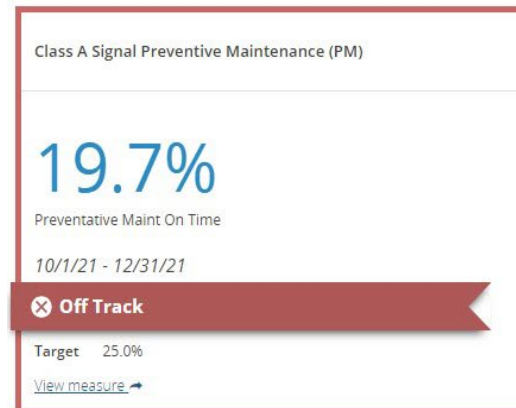 Class A Signal Preventive Maintenance (PM)
19.7%
Preventative Maint On Time
10/1/21 - 12/31/21
Off Track
Target 25.0%
View measure